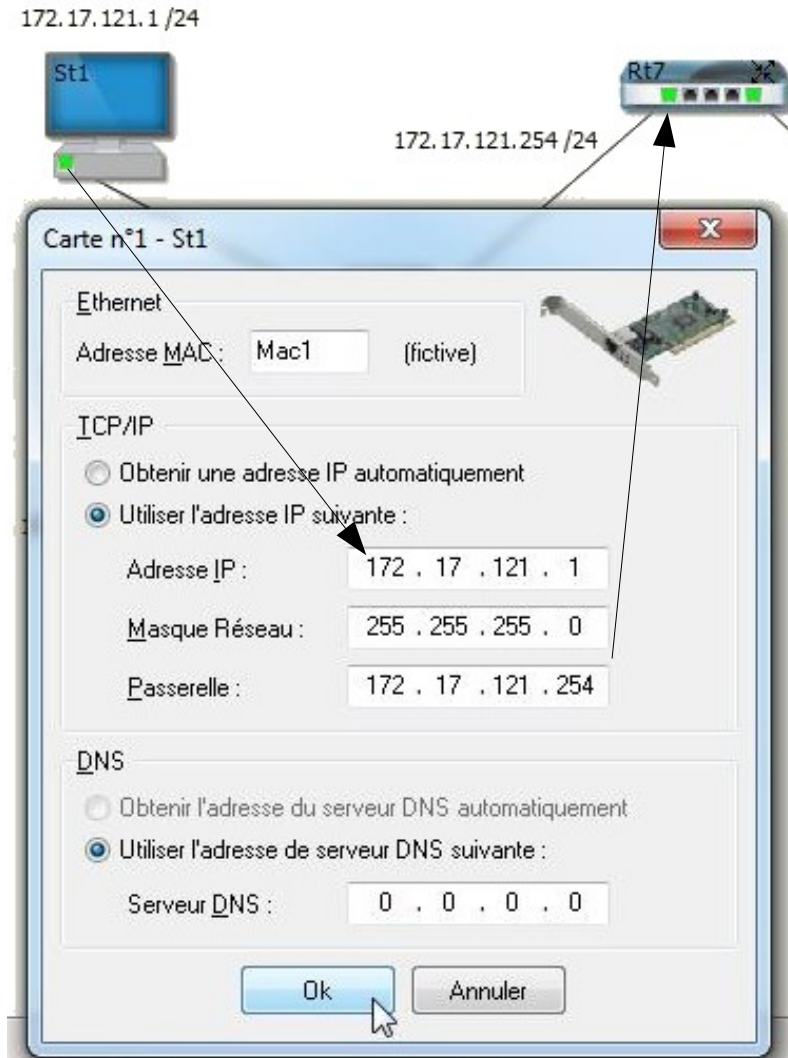 172.17.121.1 /24
St1
Rt7
172.17.121.254 /24
Carte n°1 - St1
Ethernet
Adresse MAC : Mac1 (fictive)
TCP/IP
Obtenir une adresse IP automatiquement
Utiliser l'adresse IP suivante :
Adresse IP : 172 . 17 . 121 . 1
Masque Réseau : 255 . 255 . 255 . 0
Passerelle : 172 . 17 . 121 . 254
DNS
Obtenir l'adresse du serveur DNS automatiquement
Utiliser l'adresse de serveur DNS suivante :
Serveur DNS : 0 . 0 . 0 . 0
Ok Annuler